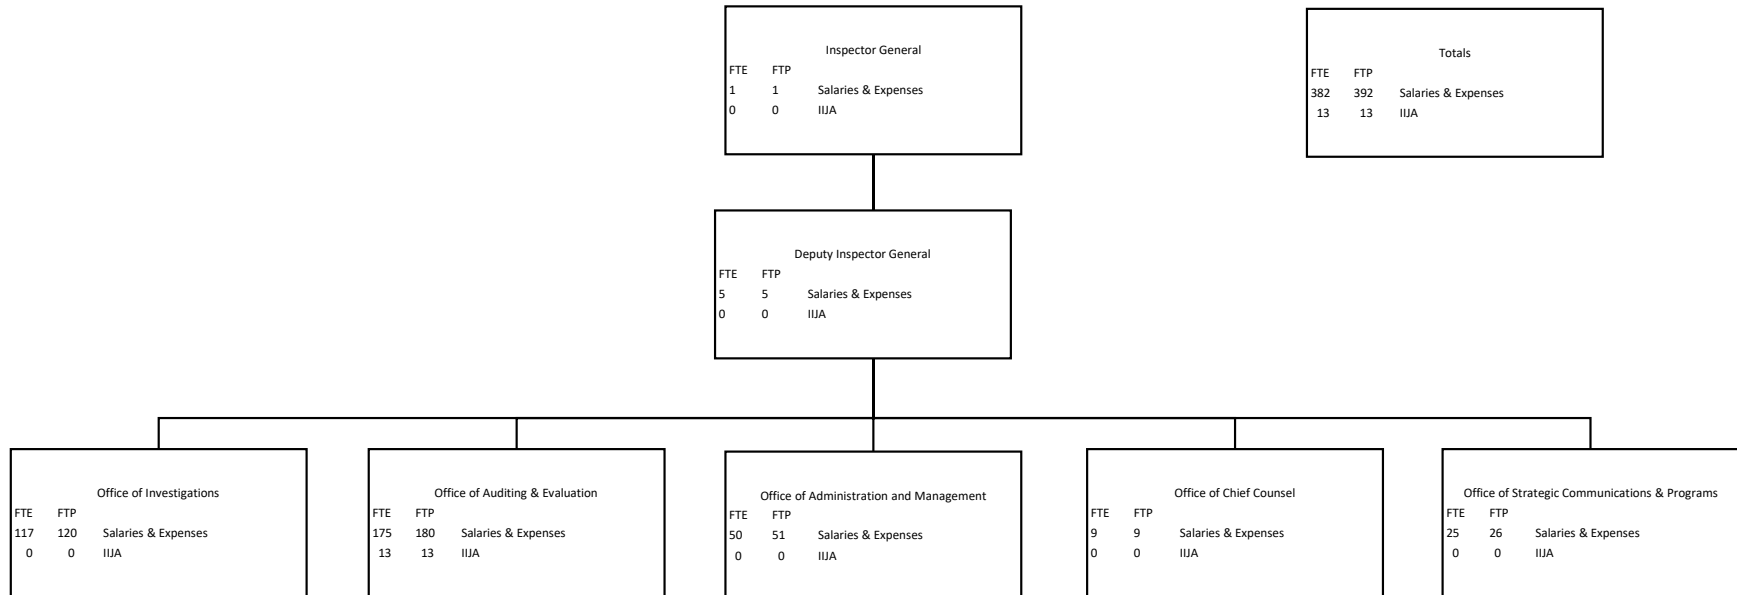 Inspector General
FTE FTP
1 1 Salaries & Expenses
0 0 IIJA
Totals
FTE FTP
382 392 Salaries & Expenses
13 13 IIJA
Deputy Inspector General
FTE FTP
5 5 Salaries & Expenses
0 0 IIJA
Office of Investigations
FTE FTP
117 120 Salaries & Expenses
0 0 IIJA
Office of Auditing & Evaluation
FTE FTP
175 180 Salaries & Expenses
13 13 IIJA
Office of Administration and Management
FTE FTP
50 51 Salaries & Expenses
0 0 IIJA
Office of Chief Counsel
FTE FTP
9 9 Salaries & Expenses
0 0 IIJA
Office of Strategic Communications & Programs
FTE FTP
25 26 Salaries & Expenses
0 0 IIJA